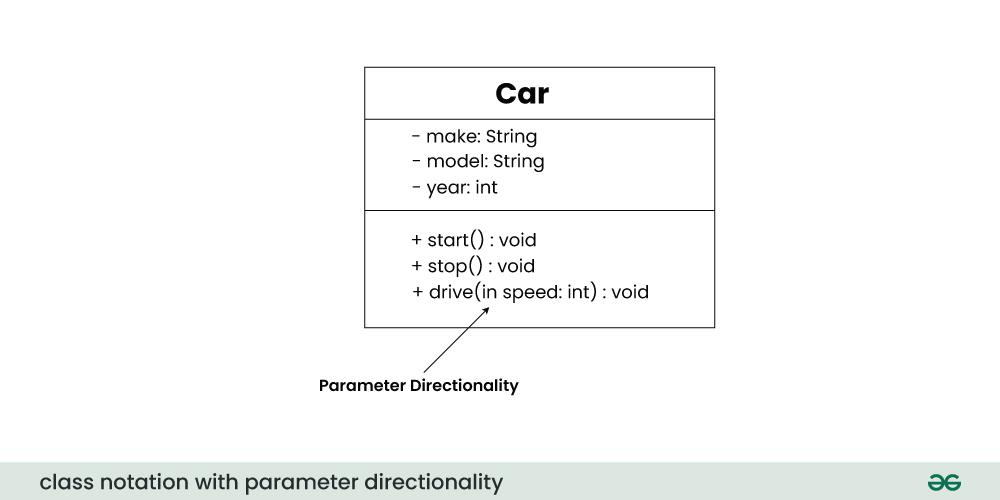 Car
- make: String
- model: String
- year: int
+ start() : void
+ stop() : void
+ drive(in speed: int) : void
Parameter Directionality
class notation with parameter directionality